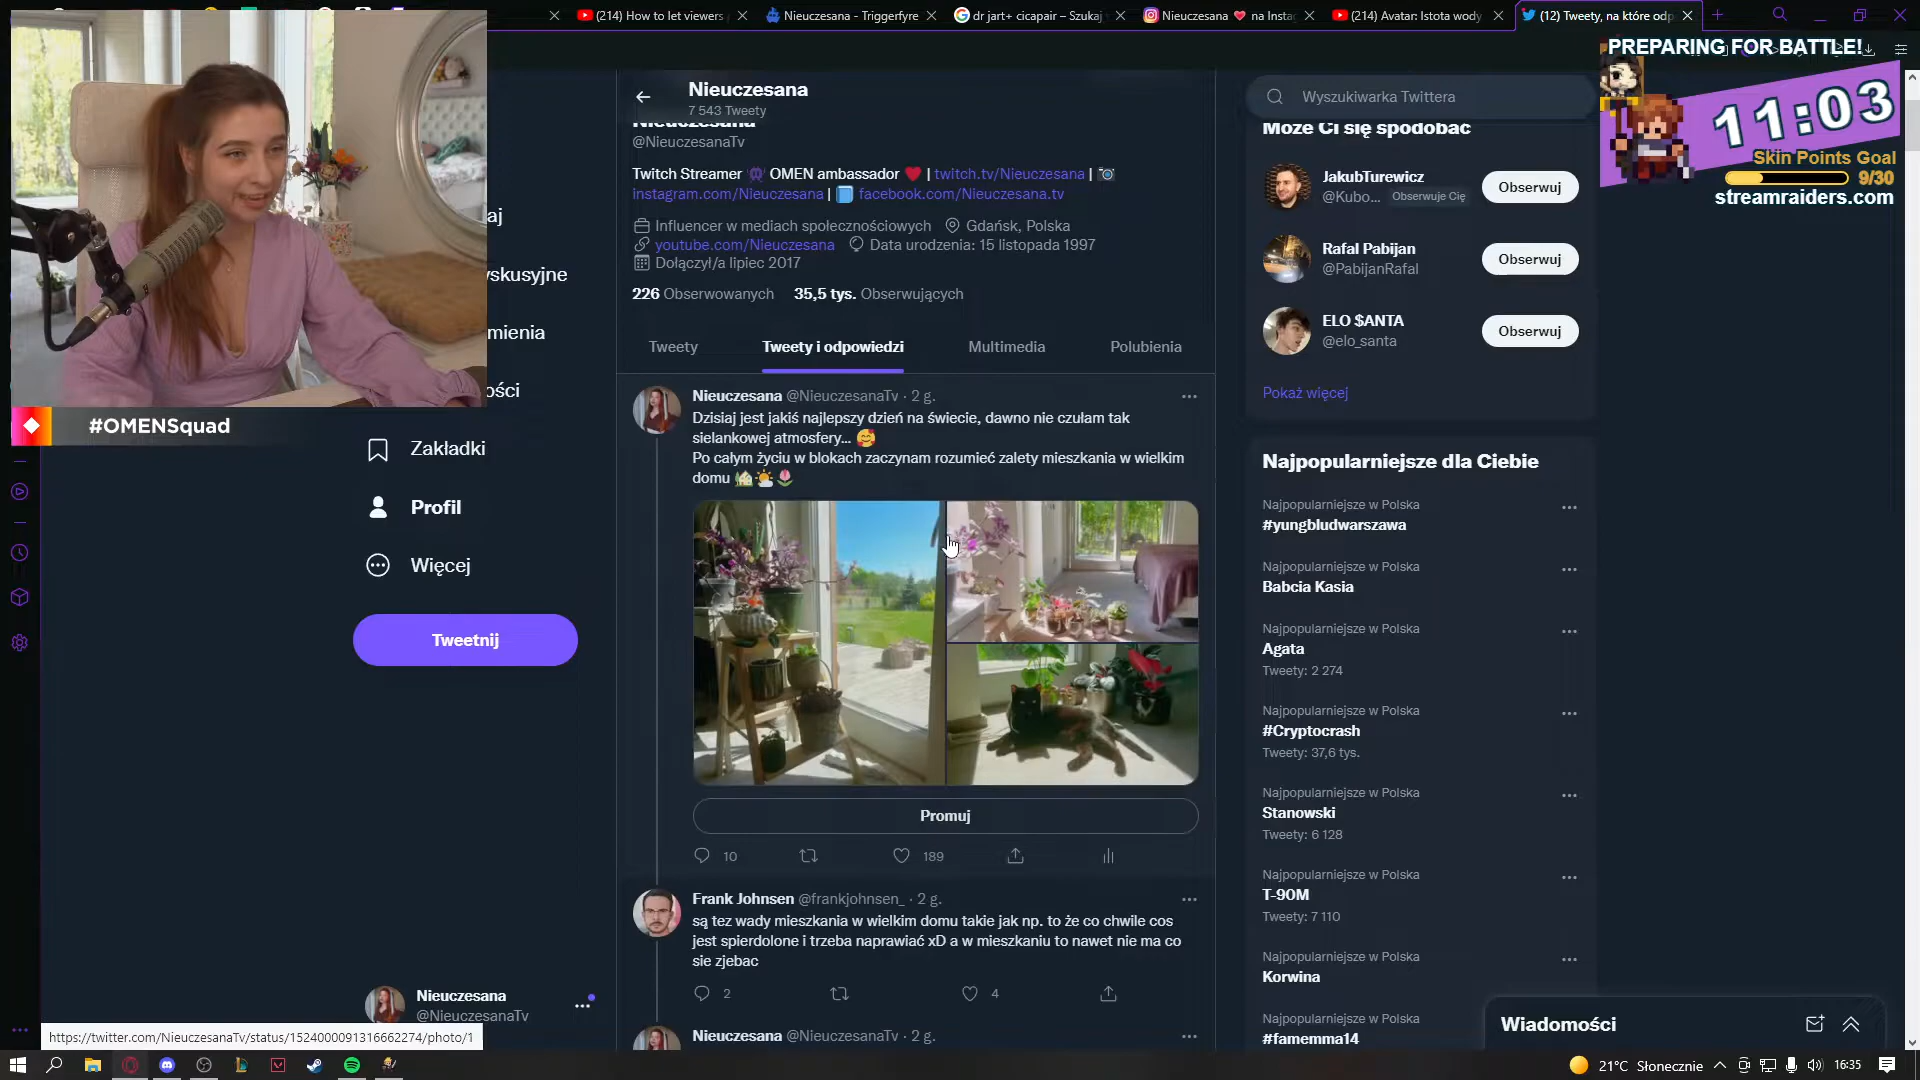 (214) How to let viewers
Nieuczesana - Triggerfyre
dr jart+ cicapair – Szukaj
Nieuczesana ❤ na Insta
(214) Avatar: Istota wody
(12) Tweety, na które odp
PREPARING FOR BATTLE!
11:03
Skin Points Goal
9/30
streamraiders.com
#OMENSquad
aj
yskusyjne
mienia
ości
Zakładki
Profil
Więcej
Tweetnij
Nieuczesana
@NieuczesanaTv
https://twitter.com/NieuczesanaTv/status/1524000091316662274/photo/1
Nieuczesana
7 543 Tweety
Nieuczesana
@NieuczesanaTv
Twitch Streamer 👾 OMEN ambassador ❤ | twitch.tv/Nieuczesana | 📷
instagram.com/Nieuczesana | 📘 facebook.com/Nieuczesana.tv
Influencer w mediach społecznościowych Gdańsk, Polska
youtube.com/Nieuczesana Data urodzenia: 15 listopada 1997
Dołączył/a lipiec 2017
226 Obserwowanych 35,5 tys. Obserwujących
Tweety Tweety i odpowiedzi Multimedia Polubienia
Nieuczesana @NieuczesanaTv · 2 g.
Dzisiaj jest jakiś najlepszy dzień na świecie, dawno nie czułam tak
sielankowej atmosfery... 🥰
Po całym życiu w blokach zaczynam rozumieć zalety mieszkania w wielkim
domu 🏡🌤🌷
Promuj
10 189
Frank Johnsen @frankjohnsen_ · 2 g.
są tez wady mieszkania w wielkim domu takie jak np. to że co chwile cos
jest spierdolone i trzeba naprawiać xD a w mieszkaniu to nawet nie ma co
sie zjebac
2 4
Nieuczesana @NieuczesanaTv · 2 g.
Wyszukiwarka Twittera
Może Ci się spodobać
JakubTurewicz
@Kubo... Obserwuje Cię
Obserwuj
Rafal Pabijan
@PabijanRafal
Obserwuj
ELO $ANTA
@elo_santa
Obserwuj
Pokaż więcej
Najpopularniejsze dla Ciebie
Najpopularniejsze w Polska
#yungbludwarszawa
Najpopularniejsze w Polska
Babcia Kasia
Najpopularniejsze w Polska
Agata
Tweety: 2 274
Najpopularniejsze w Polska
#Cryptocrash
Tweety: 37,6 tys.
Najpopularniejsze w Polska
Stanowski
Tweety: 6 128
Najpopularniejsze w Polska
T-90M
Tweety: 7 110
Najpopularniejsze w Polska
Korwina
Najpopularniejsze w Polska
#famemma14
Wiadomości
21°C Słonecznie
16:35